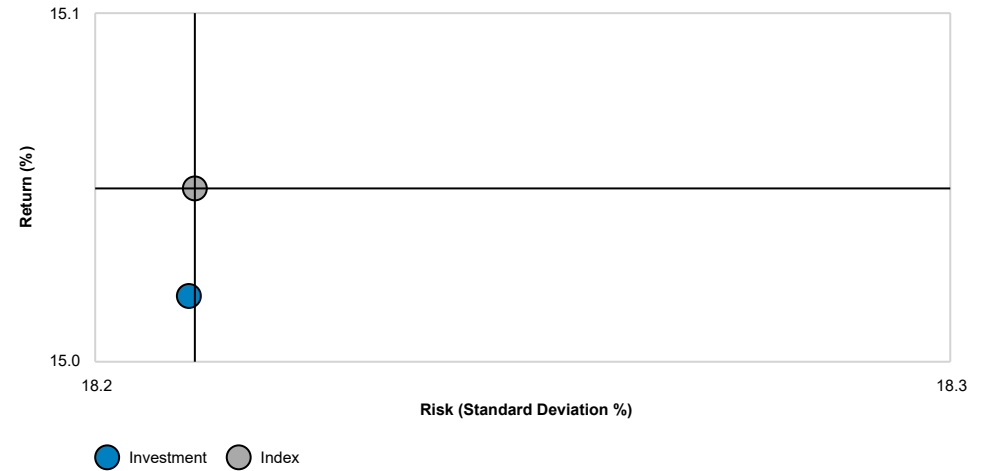 15.1
Return (%)
15.0
18.2
18.3
Risk (Standard Deviation %)
Investment
Index